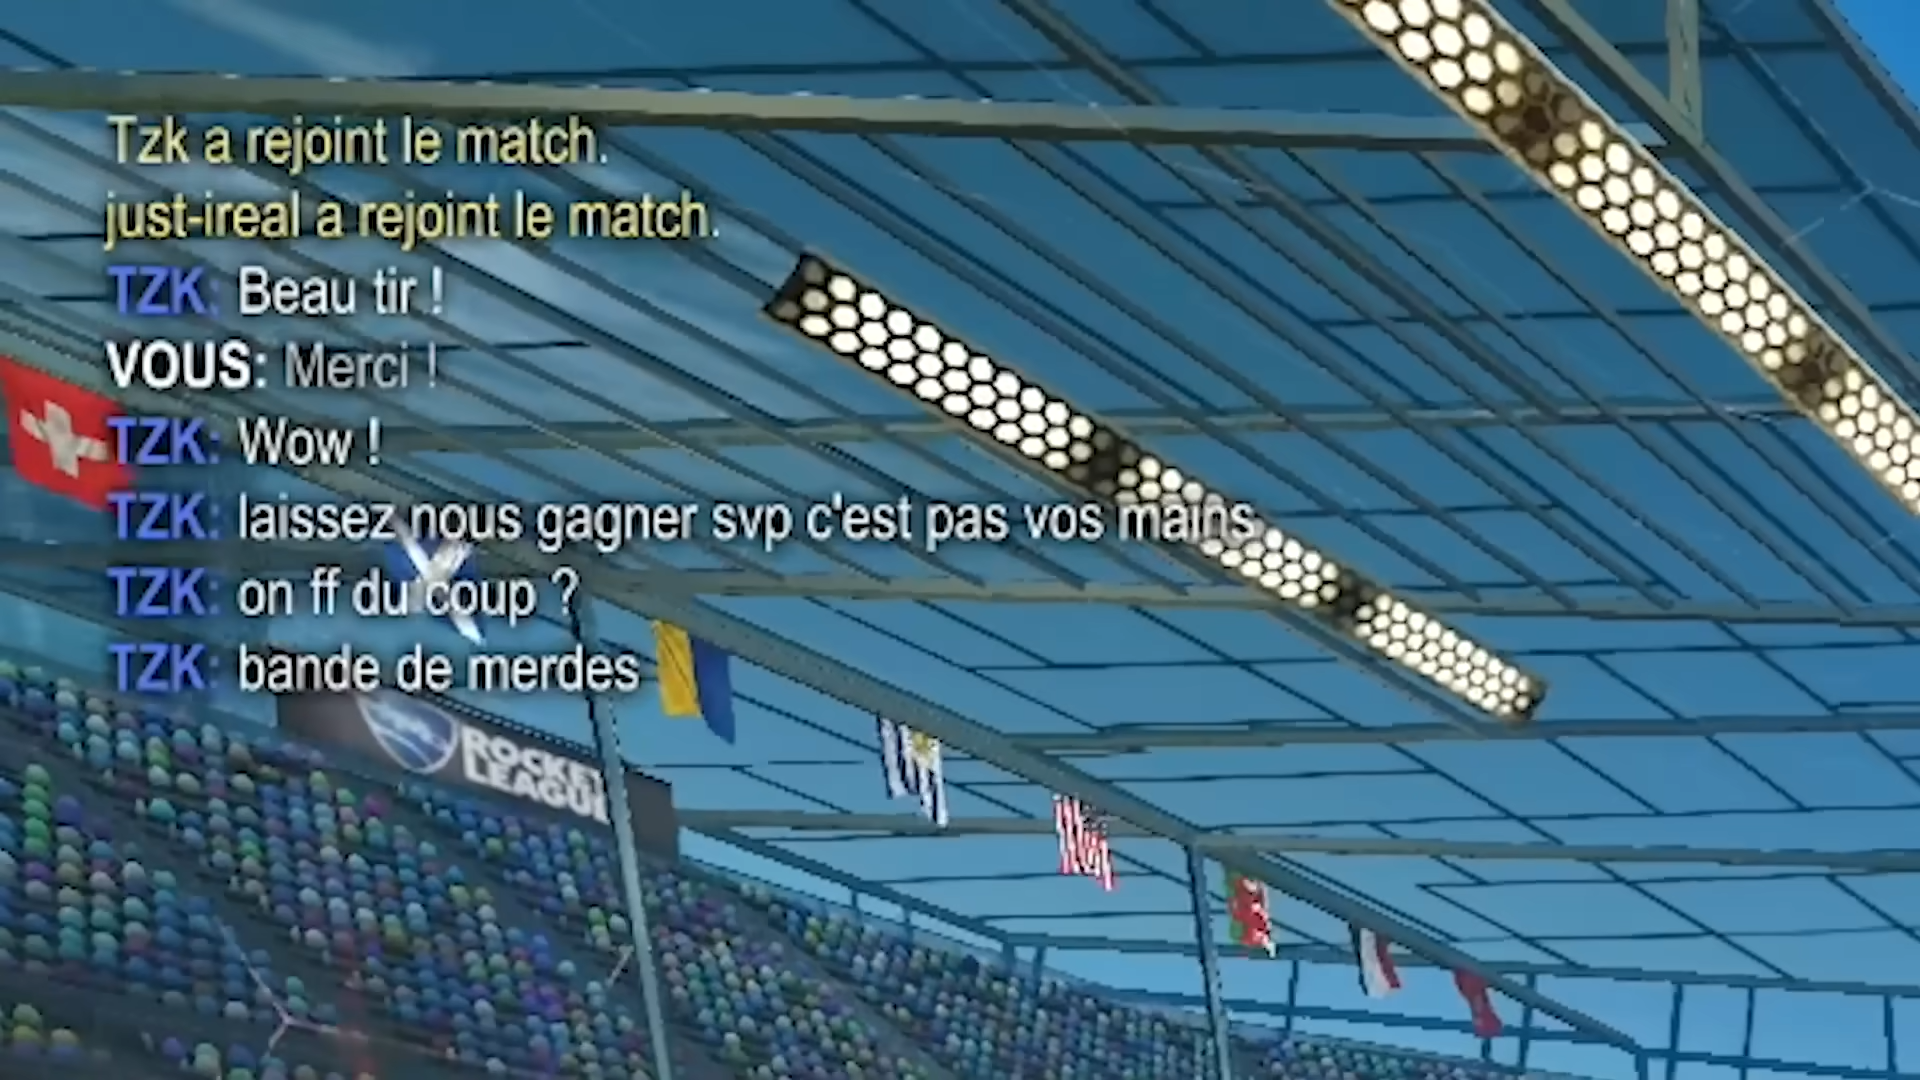 Tzk a rejoint le match.
just-ireal a rejoint le match.
TZK: Beau tir !
VOUS: Merci !
TZK: Wow !
TZK: laissez nous gagner svp c'est pas vos mains
TZK: on ff du coup ?
TZK: bande de merdes
ROCKET
LEAGUE